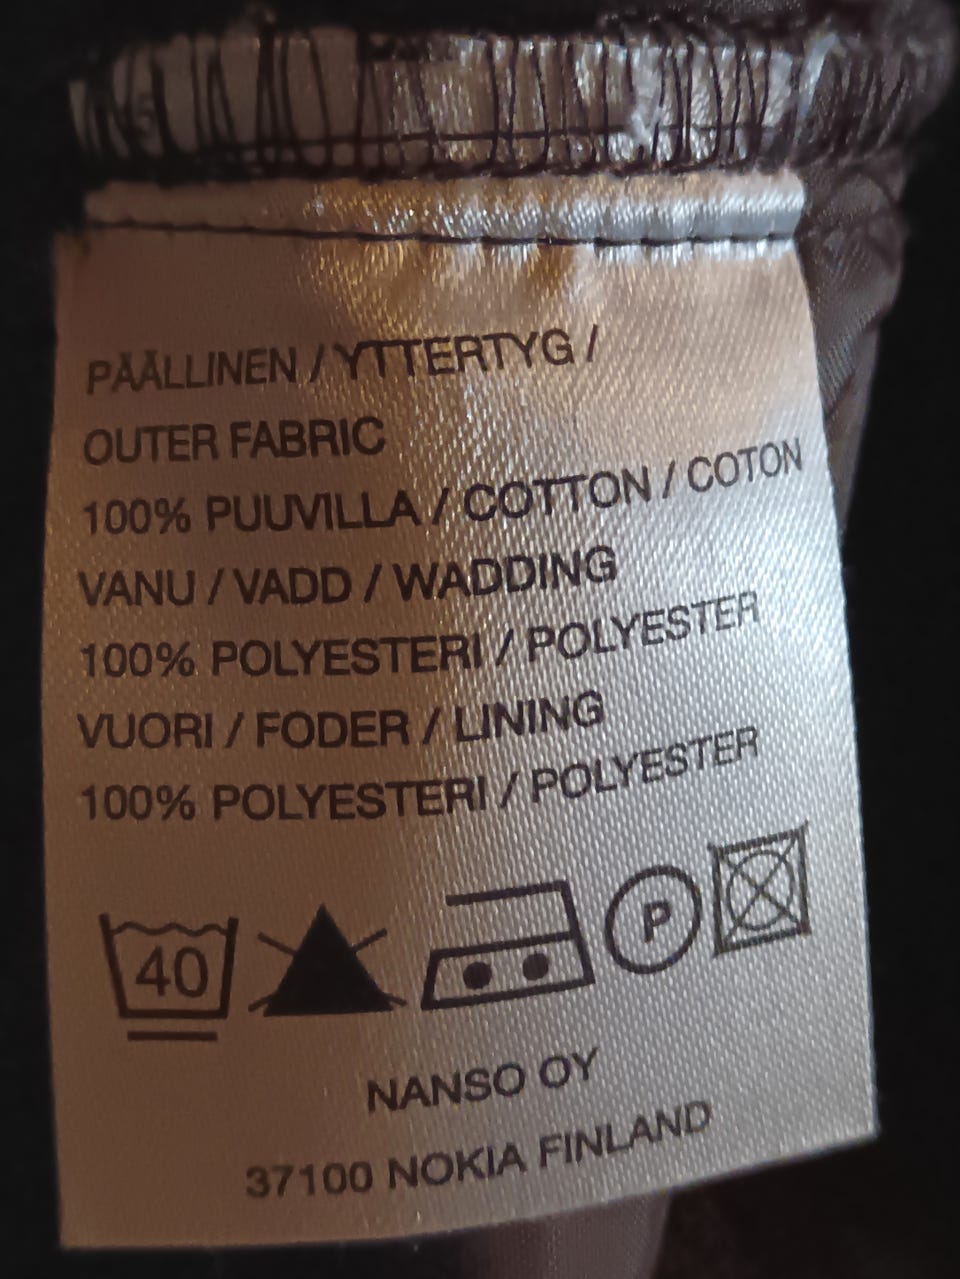 PÄÄLLINEN / YTTERTYG /
OUTER FABRIC
100% PUUVILLA / COTTON / COTON
VANU / VADD / WADDING
100% POLYESTERI / POLYESTER
VUORI / FODER / LINING
100% POLYESTERI / POLYESTER
40 P
NANSO OY
37100 NOKIA FINLAND